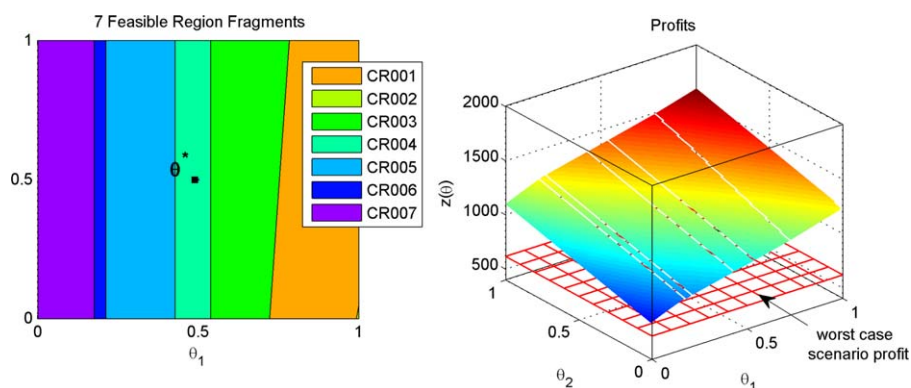 7 Feasible Region Fragments
1
0.5
0
0
0.5
1
θ1
θ*
CR001
CR002
CR003
CR004
CR005
CR006
CR007
Profits
z(θ)
2000
1500
1000
500
1
0.5
0
θ2
0
0.5
1
θ1
worst case
scenario profit